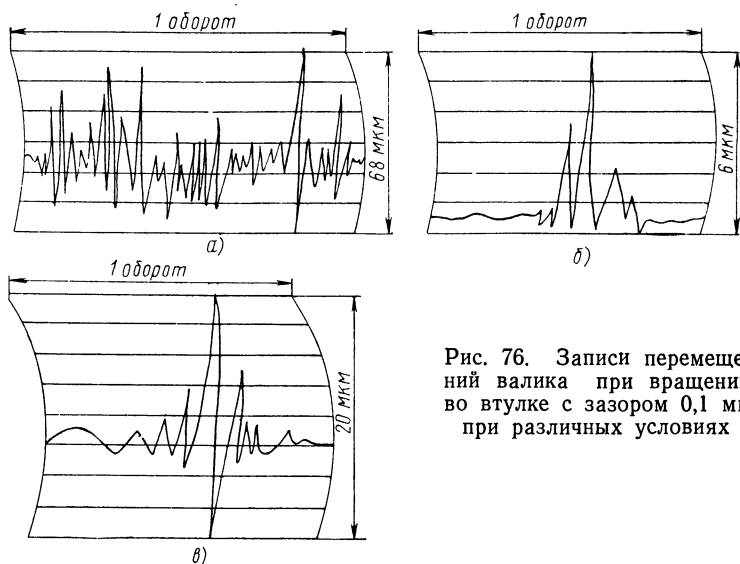 1 оборот
68 мкм
а)
1 оборот
6 мкм
б)
1 оборот
20 мкм
в)
Рис. 76. Записи перемеще
ний валика при вращени
во втулке с зазором 0,1 м
при различных условиях